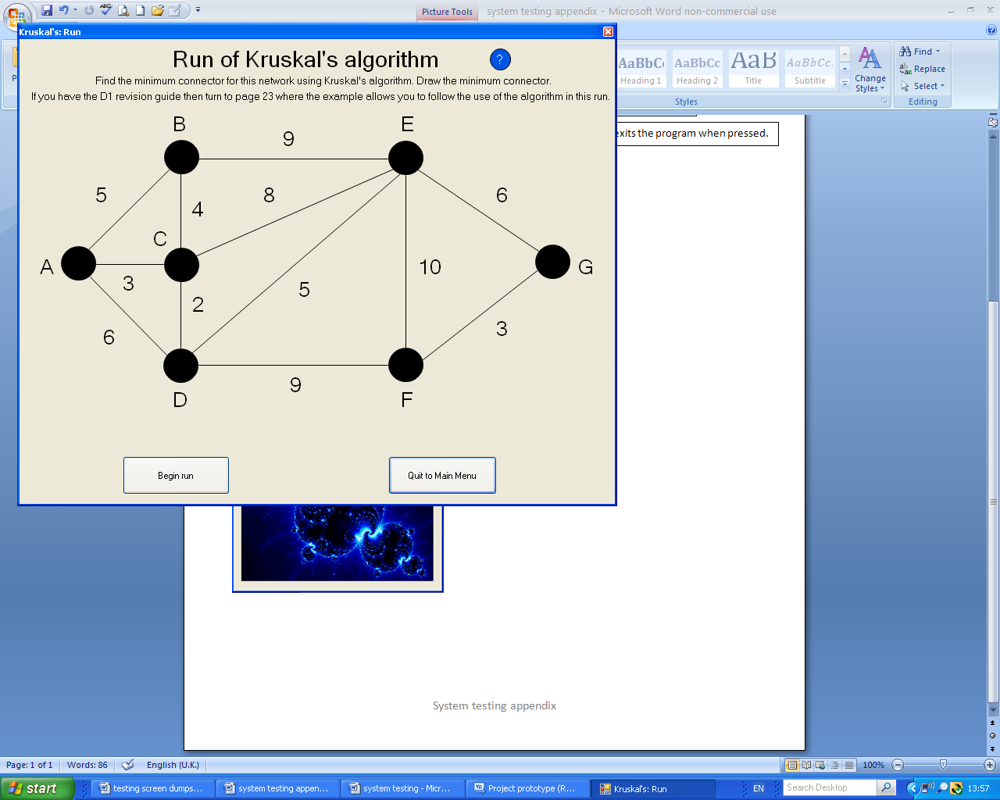 Picture Tools
system testing appendix - Microsoft Word non-commercial use
Kruskal's: Run
Run of Kruskal's algorithm
?
Find the minimum connector for this network using Kruskal's algorithm. Draw the minimum connector.
If you have the D1 revision guide then turn to page 23 where the example allows you to follow the use of the algorithm in this run.
B
E
9
5
8
6
4
C
A
3
10
G
5
2
6
3
9
D
F
Begin run
Quit to Main Menu
AaBbC
Heading 1
AaBbCc
Heading 2
AaB
Title
AaBbCc.
Subtitle
Change
Styles
Styles
Find
Replace
Select
Editing
exits the program when pressed.
System testing appendix
Page: 1 of 1
Words: 86
English (U.K.)
100%
start
testing screen dumps...
system testing appen...
system testing - Micr...
Project prototype (R...
Kruskal's: Run
EN
Search Desktop
13:57